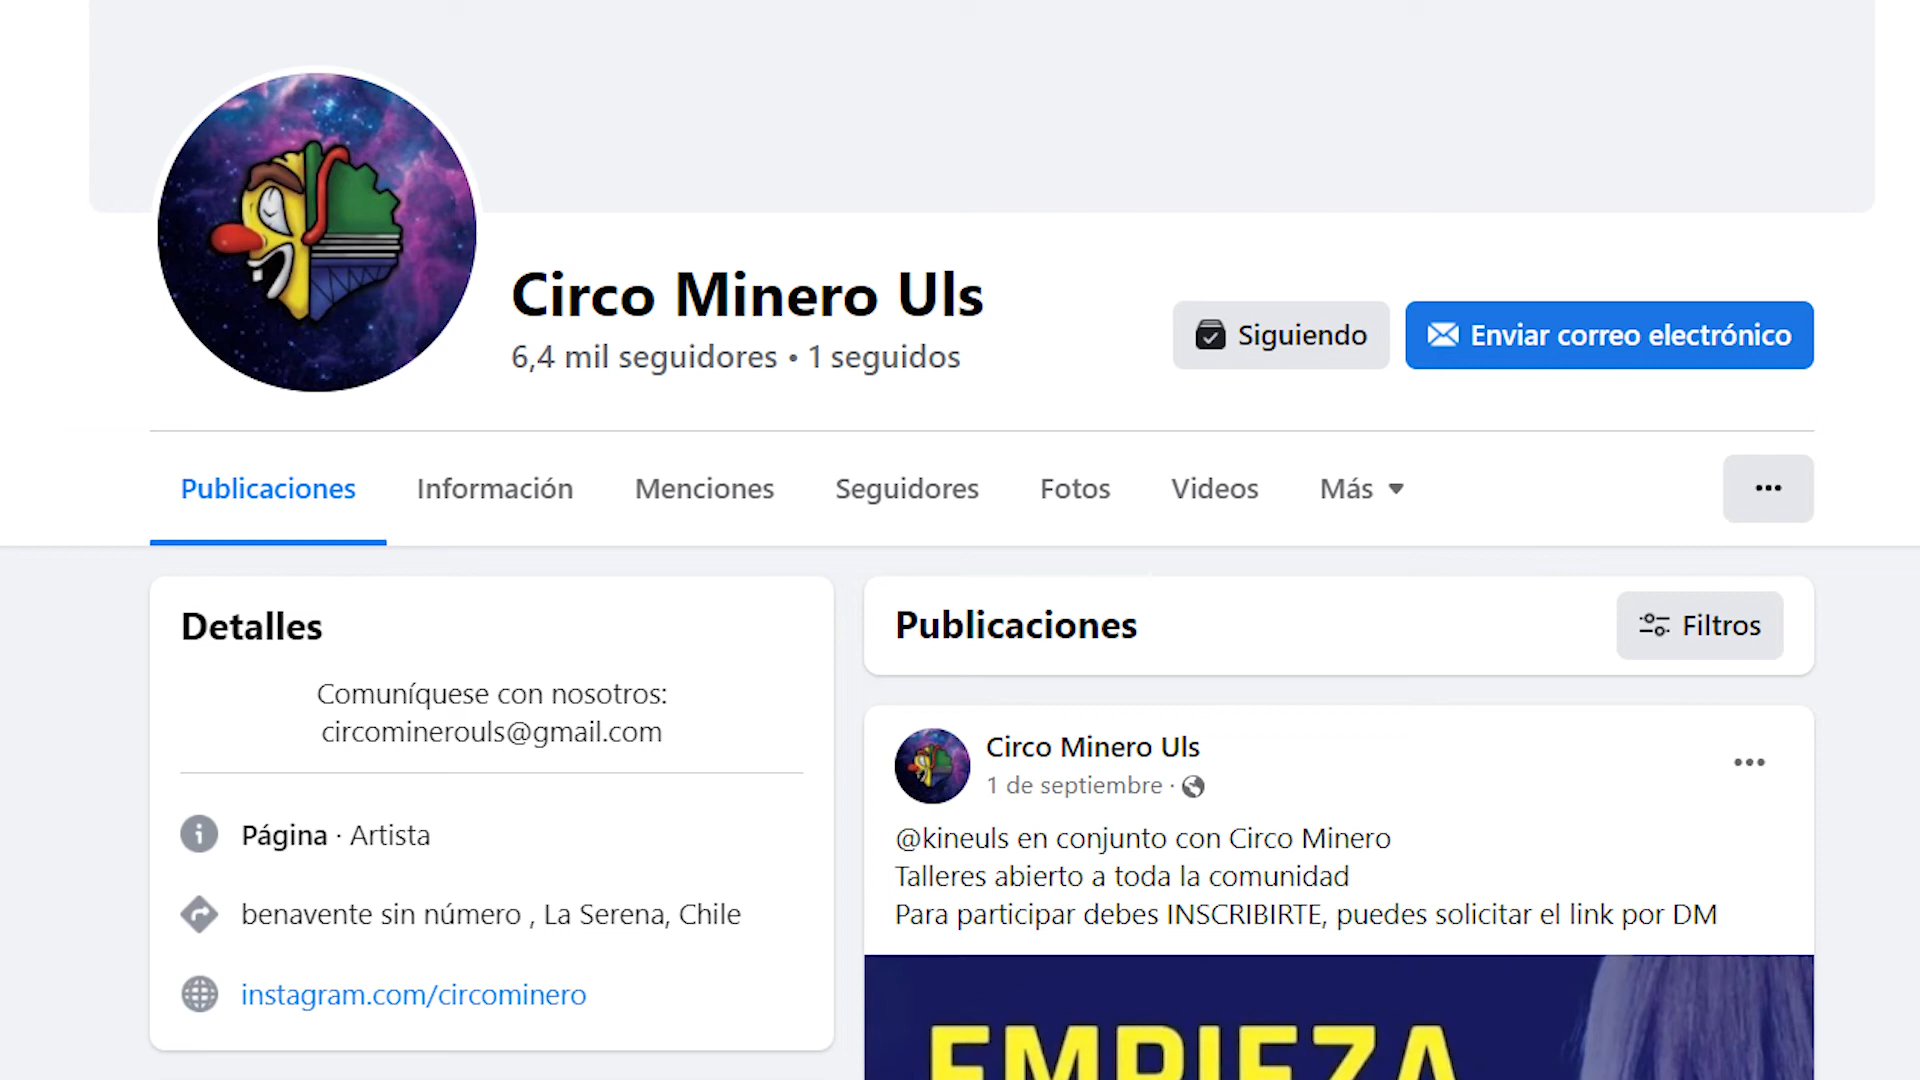 Circo Minero Uls
6,4 mil seguidores • 1 seguidos
Siguiendo
Enviar correo electrónico
Publicaciones
Información
Menciones
Seguidores
Fotos
Videos
Más
Detalles
Comuníquese con nosotros:
circominerouls@gmail.com
Página · Artista
benavente sin número , La Serena, Chile
instagram.com/circominero
Publicaciones
Filtros
Circo Minero Uls
1 de septiembre ·
@kineuls en conjunto con Circo Minero
Talleres abierto a toda la comunidad
Para participar debes INSCRIBIRTE, puedes solicitar el link por DM
EMPIEZA